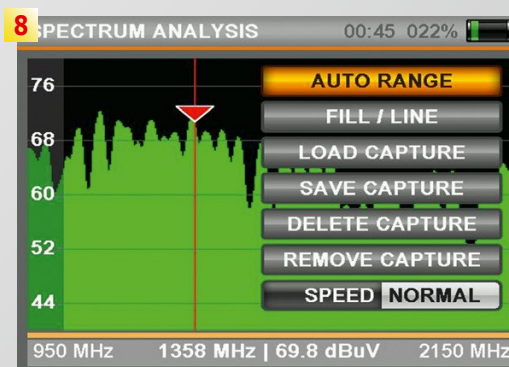 8
SPECTRUM ANALYSIS 00:45 022%
76
68
60
52
44
AUTO RANGE
FILL / LINE
LOAD CAPTURE
SAVE CAPTURE
DELETE CAPTURE
REMOVE CAPTURE
SPEED NORMAL
950 MHz 1358 MHz | 69.8 dBuV 2150 MHz